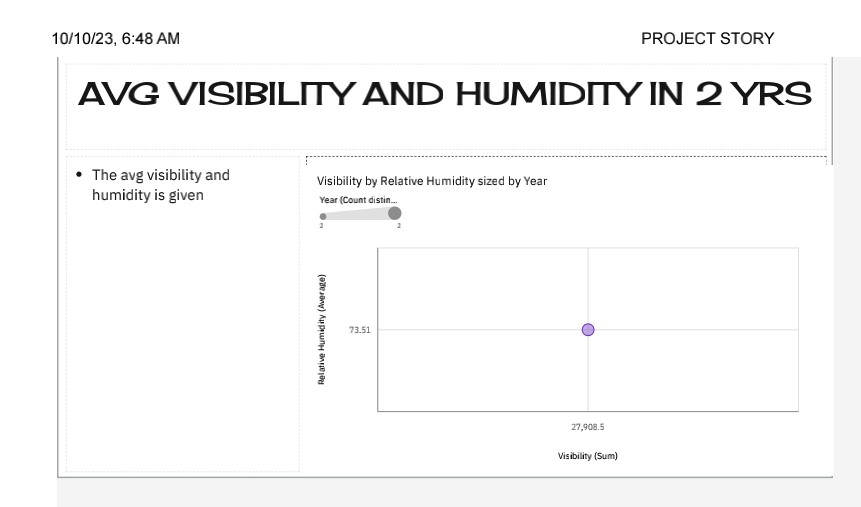 10/10/23, 6:48 AM PROJECT STORY
AVG VISIBILITY AND HUMIDITY IN 2 YRS
• The avg visibility and
humidity is given
Visibility by Relative Humidity sized by Year
Year (Count distin...
2 2
Relative Humidity (Average)
73.51
27,908.5
Visibility (Sum)